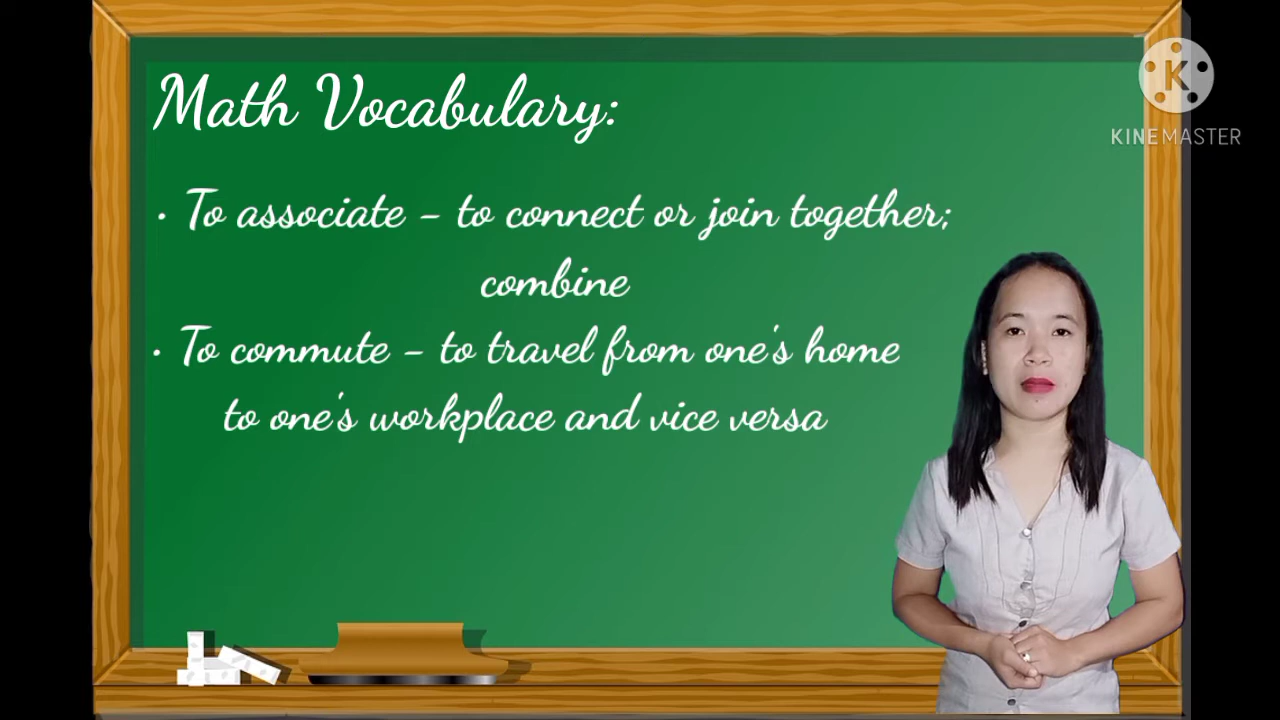 Math Vocabulary:
K
KINEMASTER
• To associate - to connect or join together;
combine
• To commute - to travel from one's home
to one's workplace and vice versa